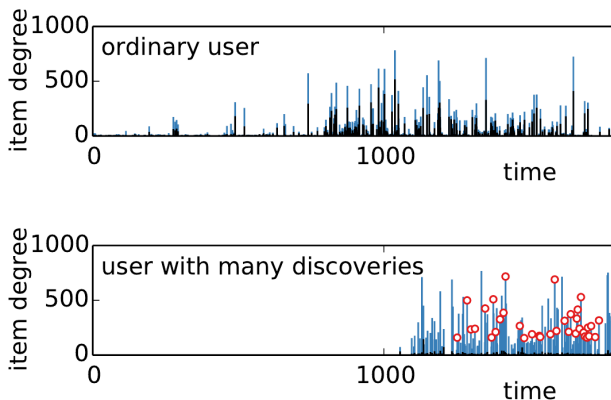 1000
ordinary user
500
item degree
0
0 1000
time
1000
user with many discoveries
500
item degree
0
0 1000
time